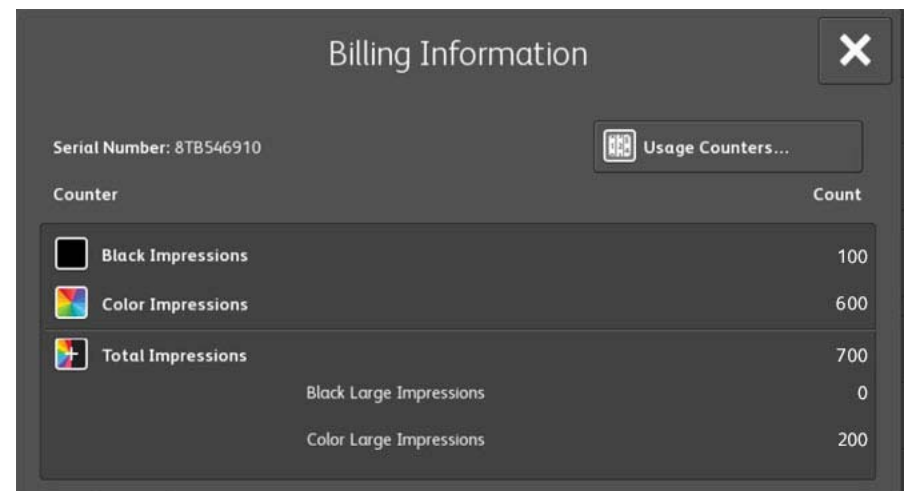 Billing Information
Serial Number: 8TB546910
Usage Counters...
Counter Count
Black Impressions 100
Color Impressions 600
Total Impressions 700
Black Large Impressions 0
Color Large Impressions 200